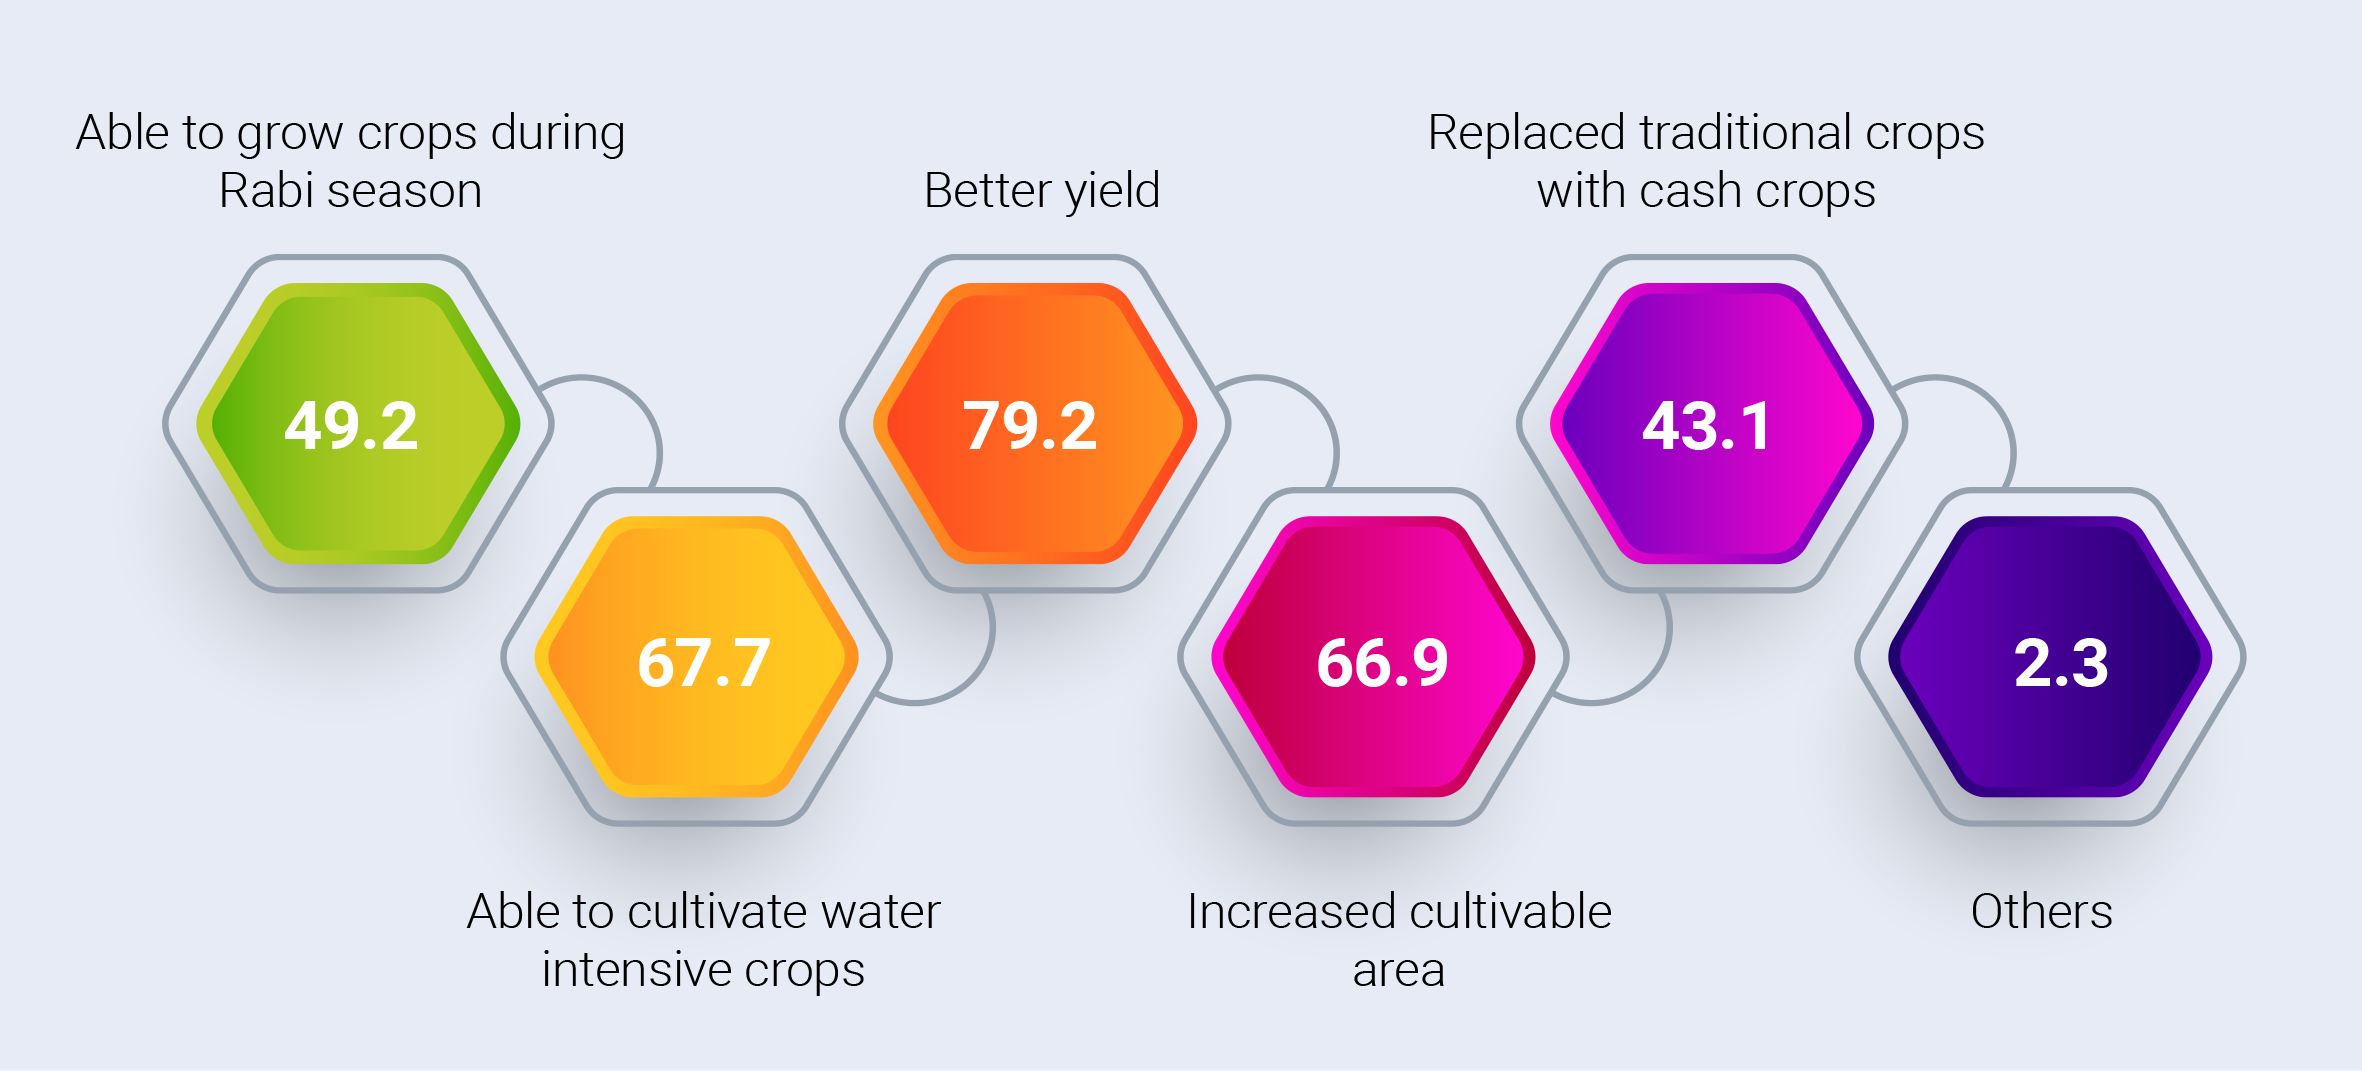 Able to grow crops during
Rabi season
49.2
Able to cultivate water
intensive crops
67.7
Better yield
79.2
Increased cultivable
area
66.9
Replaced traditional crops
with cash crops
43.1
Others
2.3